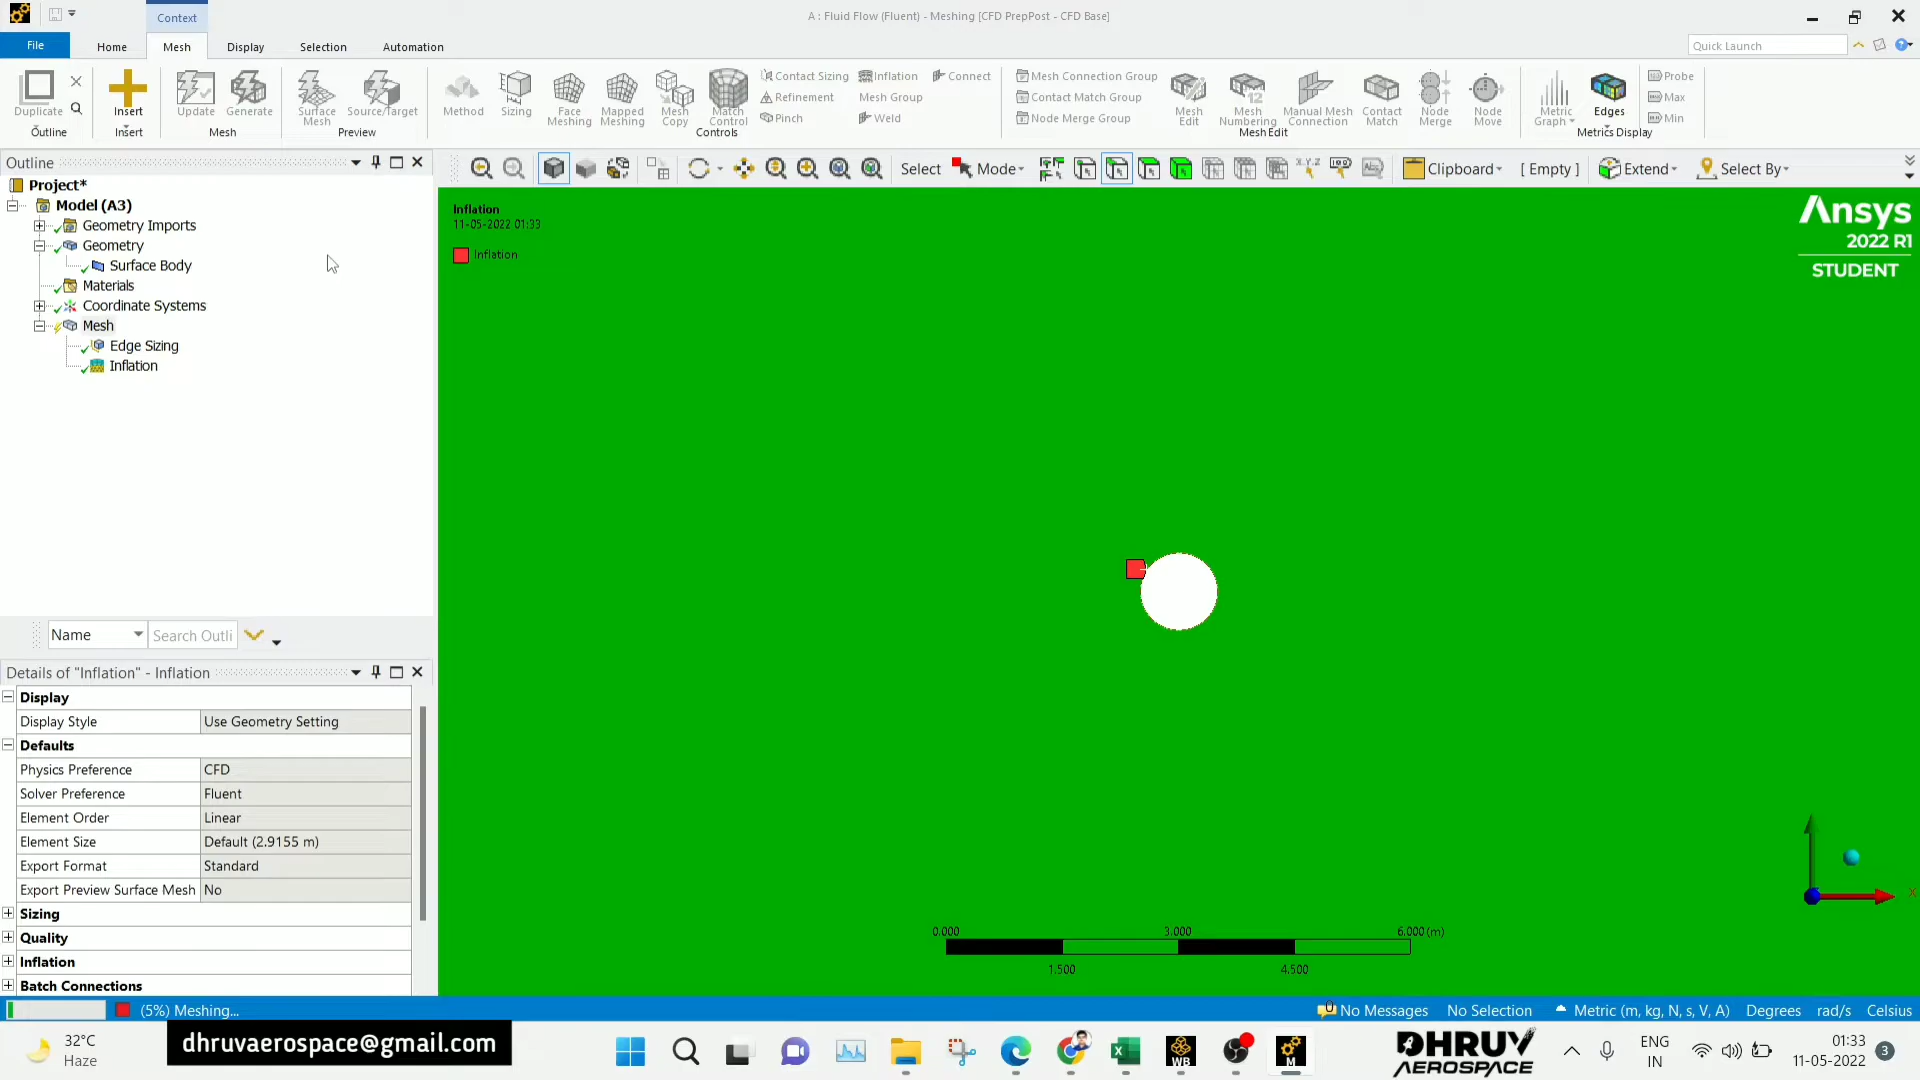 Context
A : Fluid Flow (Fluent) - Meshing [CFD PrepPost - CFD Base]
File
Home
Mesh
Display
Selection
Automation
Quick Launch
Duplicate
Outline
Insert
Insert
Update
Generate
Mesh
Surface Mesh
Source/Target
Preview
Method
Sizing
Face Meshing
Mapped Meshing
Mesh Copy
Match Control
Contact Sizing
Refinement
Pinch
Inflation
Mesh Group
Weld
Connect
Controls
Mesh Connection Group
Contact Match Group
Node Merge Group
Mesh Edit
Mesh Numbering
Manual Mesh Connection
Contact Match
Node Merge
Node Move
Mesh Edit
Metric Graph
Edges
Probe
Max
Min
Metrics Display
Outline
Select
Mode
Clipboard
[ Empty ]
Extend
Select By
Project*
Model (A3)
Geometry Imports
Geometry
Surface Body
Materials
Coordinate Systems
Mesh
Edge Sizing
Inflation
Inflation
11-05-2022 01:33
Inflation
Ansys
2022 R1
STUDENT
Name
Search Outli
Details of "Inflation" - Inflation
Display
Display Style Use Geometry Setting
Defaults
Physics Preference CFD
Solver Preference Fluent
Element Order Linear
Element Size Default (2.9155 m)
Export Format Standard
Export Preview Surface Mesh No
Sizing
Quality
Inflation
Batch Connections
0.000 3.000 6.000 (m)
1.500 4.500
X
(5%) Meshing...
No Messages
No Selection
Metric (m, kg, N, s, V, A)
Degrees
rad/s
Celsius
32°C
Haze
dhruvaerospace@gmail.com
WB
M
DHRUV
AEROSPACE
ENG
IN
01:33
11-05-2022
3